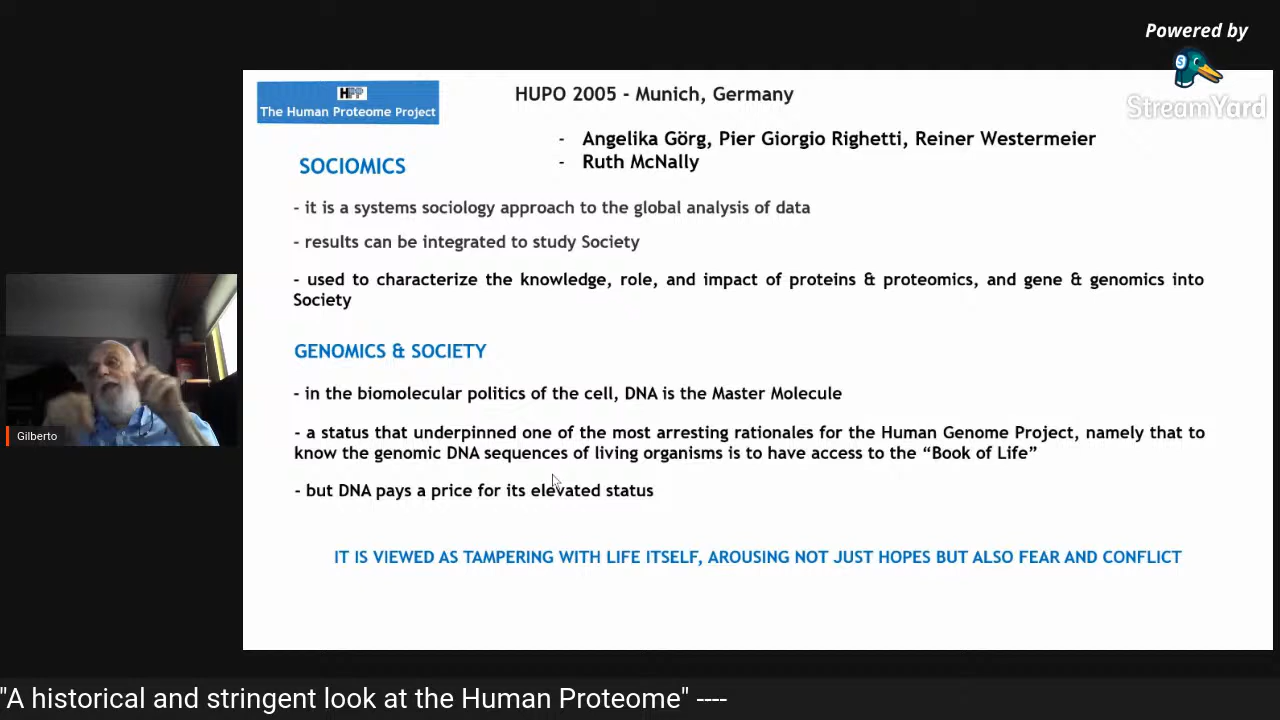 Powered by
StreamYard
HPP
The Human Proteome Project
HUPO 2005 - Munich, Germany
- Angelika Görg, Pier Giorgio Righetti, Reiner Westermeier
- Ruth McNally
SOCIOMICS
- it is a systems sociology approach to the global analysis of data
- results can be integrated to study Society
- used to characterize the knowledge, role, and impact of proteins & proteomics, and gene & genomics into
Society
GENOMICS & SOCIETY
- in the biomolecular politics of the cell, DNA is the Master Molecule
- a status that underpinned one of the most arresting rationales for the Human Genome Project, namely that to
know the genomic DNA sequences of living organisms is to have access to the “Book of Life”
- but DNA pays a price for its elevated status
IT IS VIEWED AS TAMPERING WITH LIFE ITSELF, AROUSING NOT JUST HOPES BUT ALSO FEAR AND CONFLICT
Gilberto
"A historical and stringent look at the Human Proteome" ----